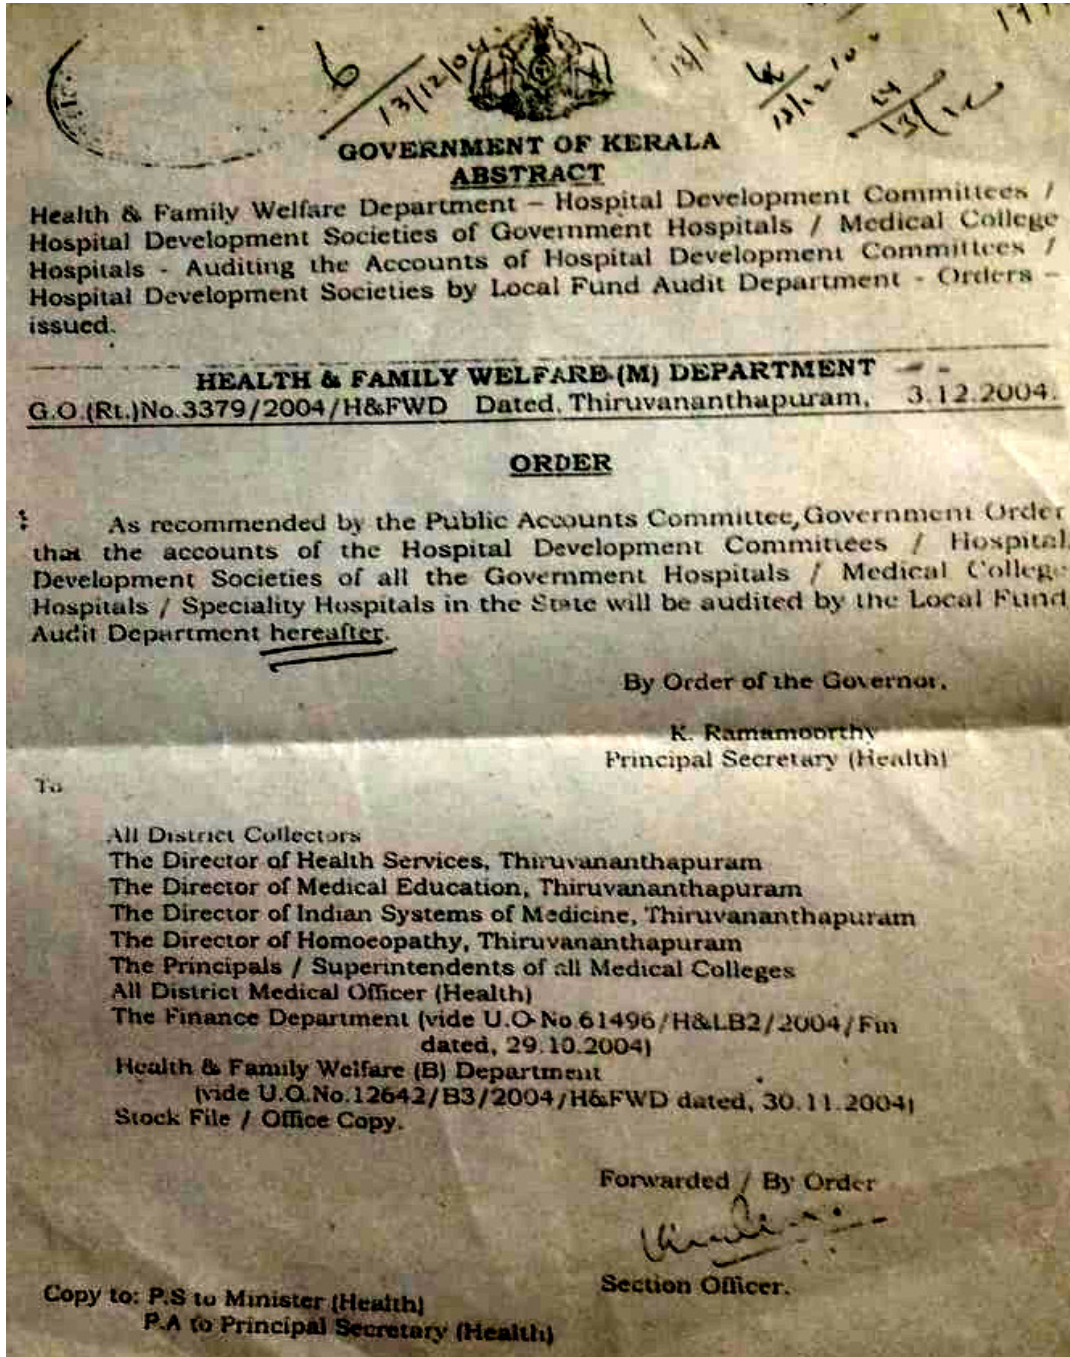 6
13/12/04
13/1
13/12
GOVERNMENT OF KERALA
ABSTRACT
Health & Family Welfare Department – Hospital Development Committees /
Hospital Development Societies of Government Hospitals / Medical College
Hospitals - Auditing the Accounts of Hospital Development Committees /
Hospital Development Societies by Local Fund Audit Department - Orders –
issued.
HEALTH & FAMILY WELFARE (M) DEPARTMENT
G.O.(Rt.)No.3379/2004/H&FWD Dated, Thiruvananthapuram, 3.12.2004.
ORDER
As recommended by the Public Accounts Committee, Government Order
that the accounts of the Hospital Development Committees / Hospital
Development Societies of all the Government Hospitals / Medical College
Hospitals / Speciality Hospitals in the State will be audited by the Local Fund
Audit Department hereafter.
By Order of the Governor,
K. Ramamoorthy
Principal Secretary (Health)
To
All District Collectors
The Director of Health Services, Thiruvananthapuram
The Director of Medical Education, Thiruvananthapuram
The Director of Indian Systems of Medicine, Thiruvananthapuram
The Director of Homoeopathy, Thiruvananthapuram
The Principals / Superintendents of all Medical Colleges
All District Medical Officer (Health)
The Finance Department (vide U.O No.61496/H&LB2/2004/Fin
dated, 29.10.2004)
Health & Family Welfare (B) Department
(vide U.O.No.12642/B3/2004/H&FWD dated, 30.11.2004)
Stock File / Office Copy.
Forwarded / By Order
Section Officer.
Copy to: P.S to Minister (Health)
P.A to Principal Secretary (Health)